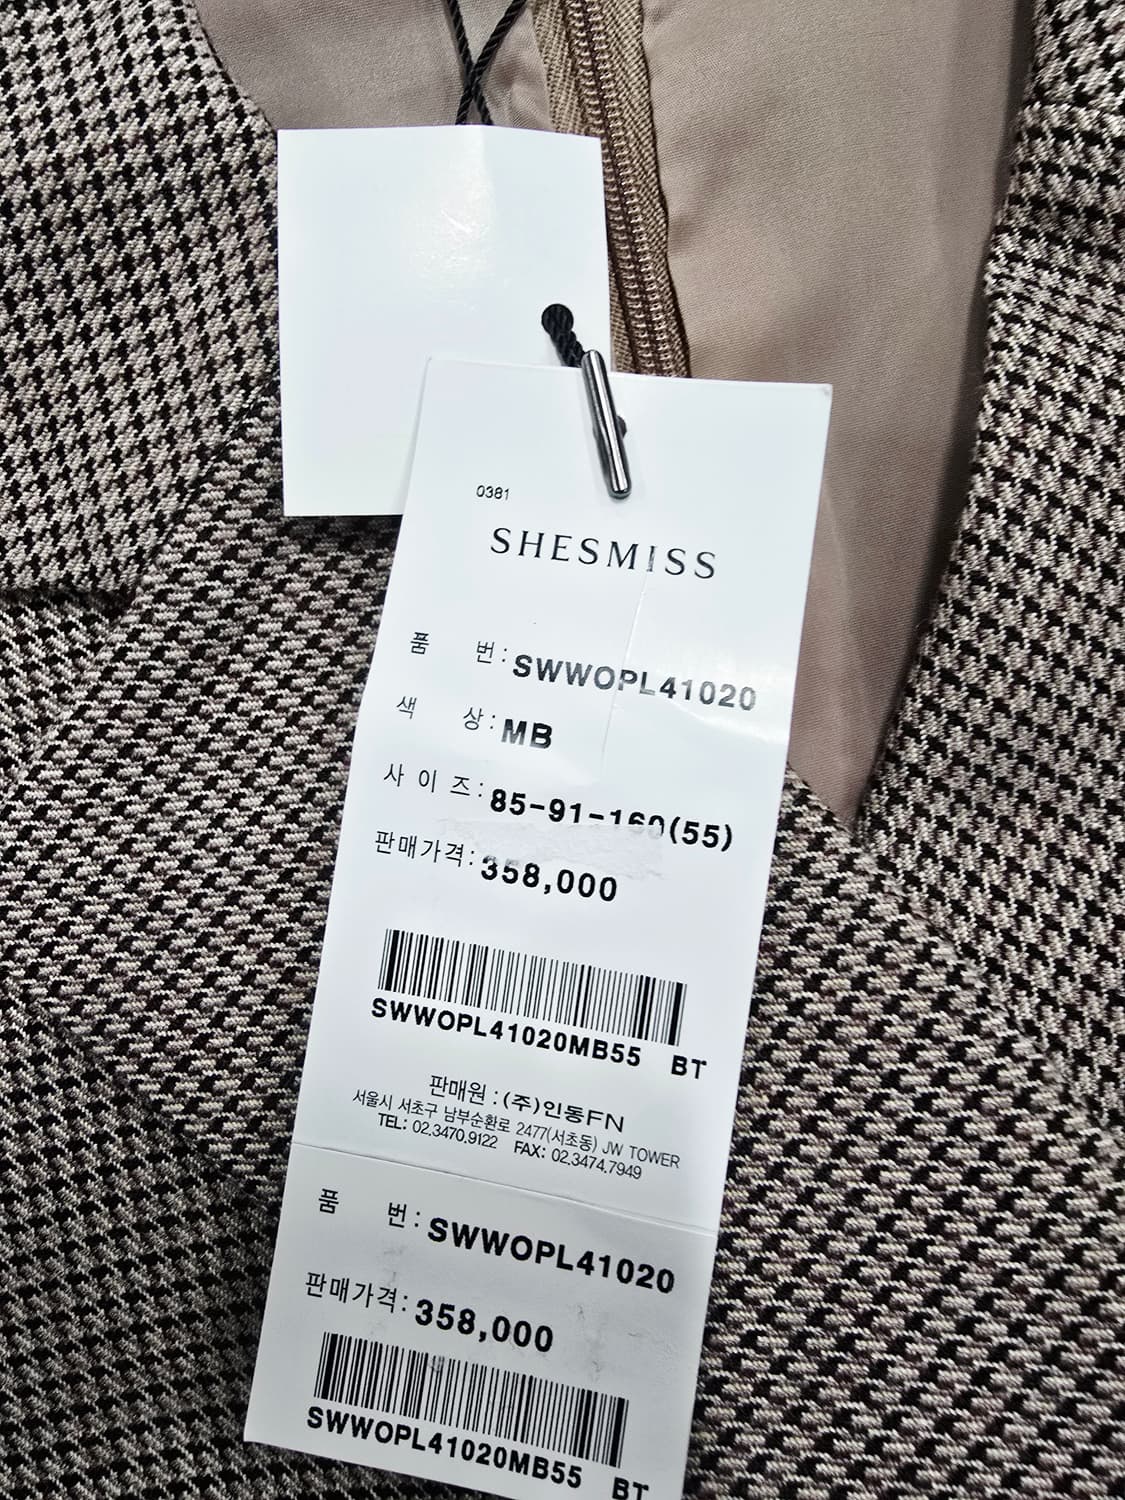 0381
SHESMISS
품 번 : SWWOPL41020
색 상 : MB
사 이 즈 : 85-91-160(55)
판매가격 : 358,000
SWWOPL41020MB55 BT
판매원 : (주)인동FN
서울시 서초구 남부순환로 2477(서초동) JW TOWER
TEL: 02.3470.9122 FAX: 02.3474.7949
품 번 : SWWOPL41020
판매가격 : 358,000
SWWOPL41020MB55 BT